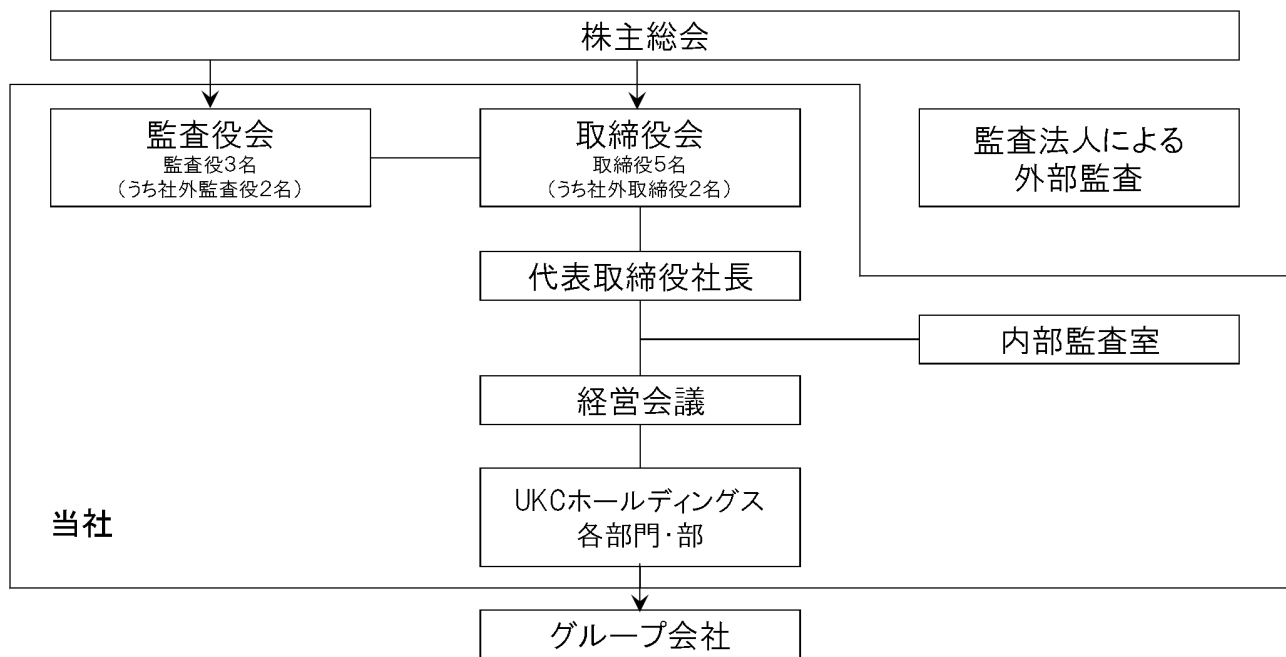 株主総会
監査役会
監査役3名
(うち社外監査役2名)
取締役会
取締役5名
(うち社外取締役2名)
監査法人による
外部監査
代表取締役社長
内部監査室
経営会議
UKCホールディングス
各部門・部
当社
グループ会社